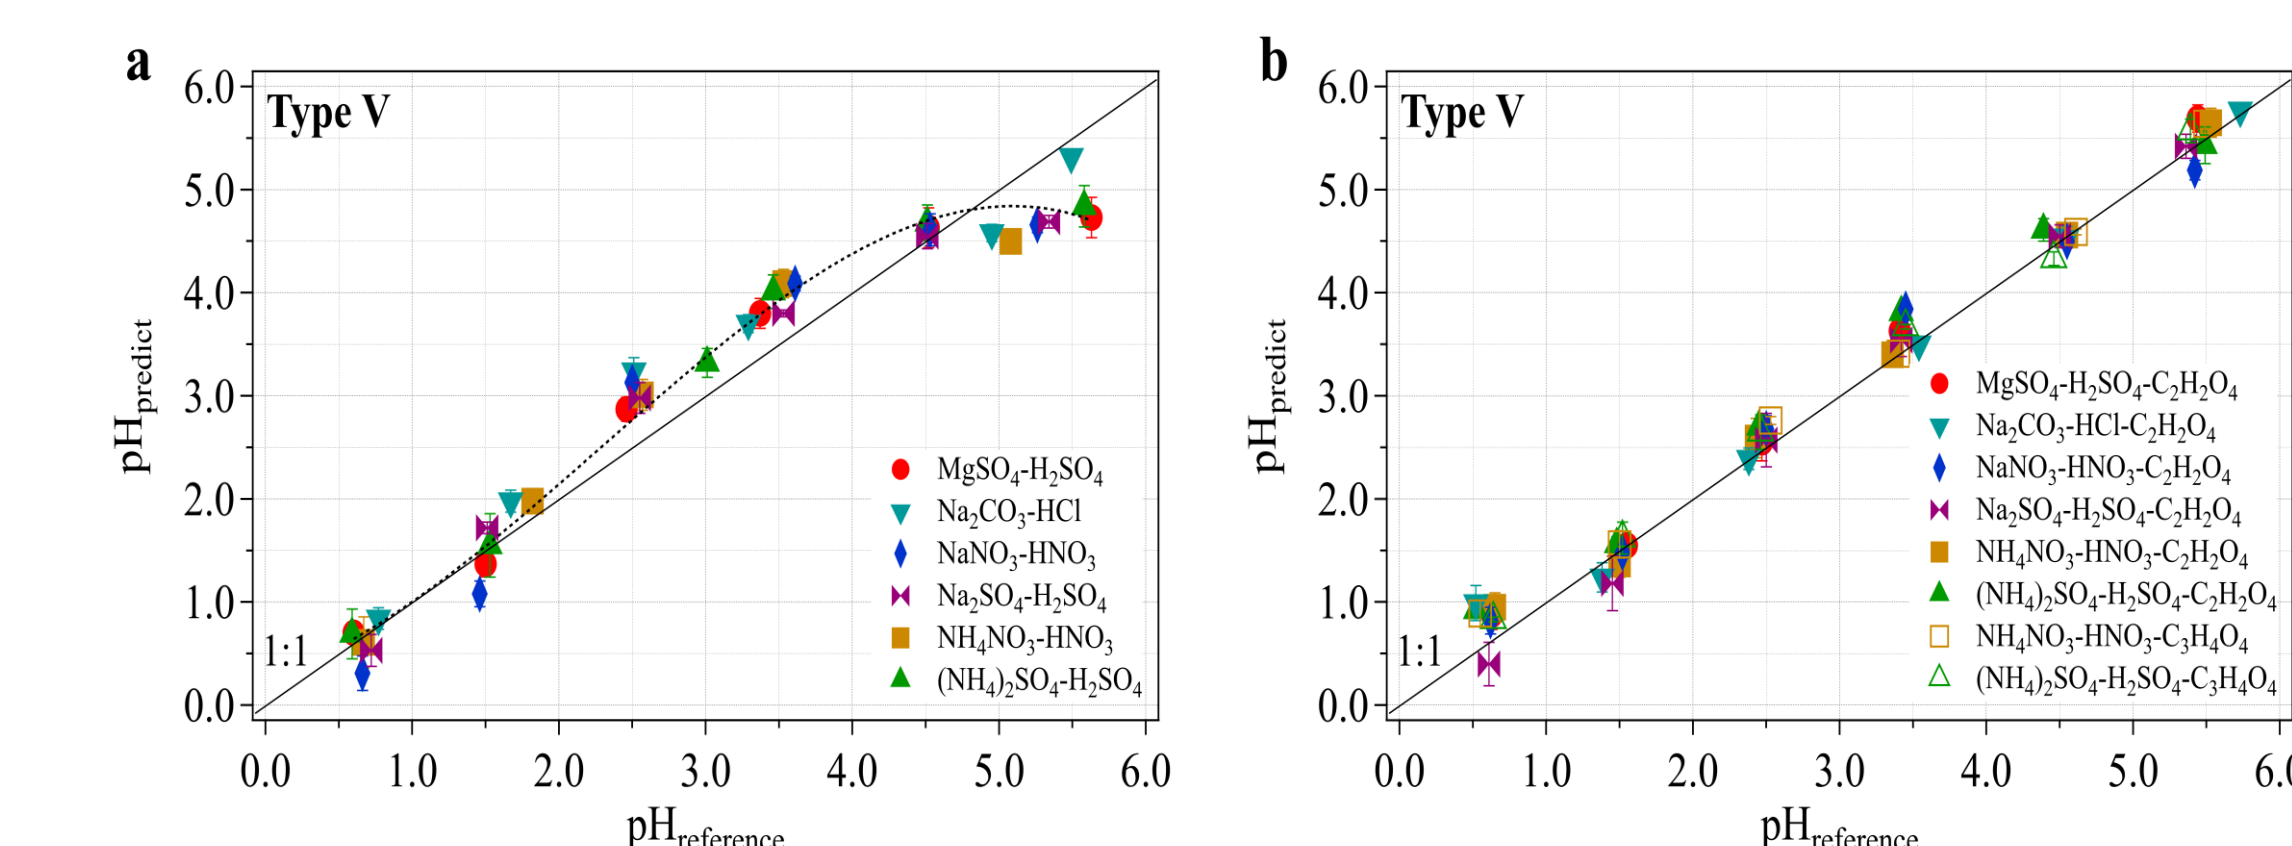 a
Type V
6.0
5.0
4.0
3.0
2.0
1.0
0.0
pHpredict
1:1
MgSO4-H2SO4
Na2CO3-HCl
NaNO3-HNO3
Na2SO4-H2SO4
NH4NO3-HNO3
(NH4)2SO4-H2SO4
0.0 1.0 2.0 3.0 4.0 5.0 6.0
pHreference
b
Type V
6.0
5.0
4.0
3.0
2.0
1.0
0.0
pHpredict
1:1
MgSO4-H2SO4-C2H2O4
Na2CO3-HCl-C2H2O4
NaNO3-HNO3-C2H2O4
Na2SO4-H2SO4-C2H2O4
NH4NO3-HNO3-C2H2O4
(NH4)2SO4-H2SO4-C2H2O4
NH4NO3-HNO3-C3H4O4
(NH4)2SO4-H2SO4-C3H4O4
0.0 1.0 2.0 3.0 4.0 5.0 6.0
pHreference